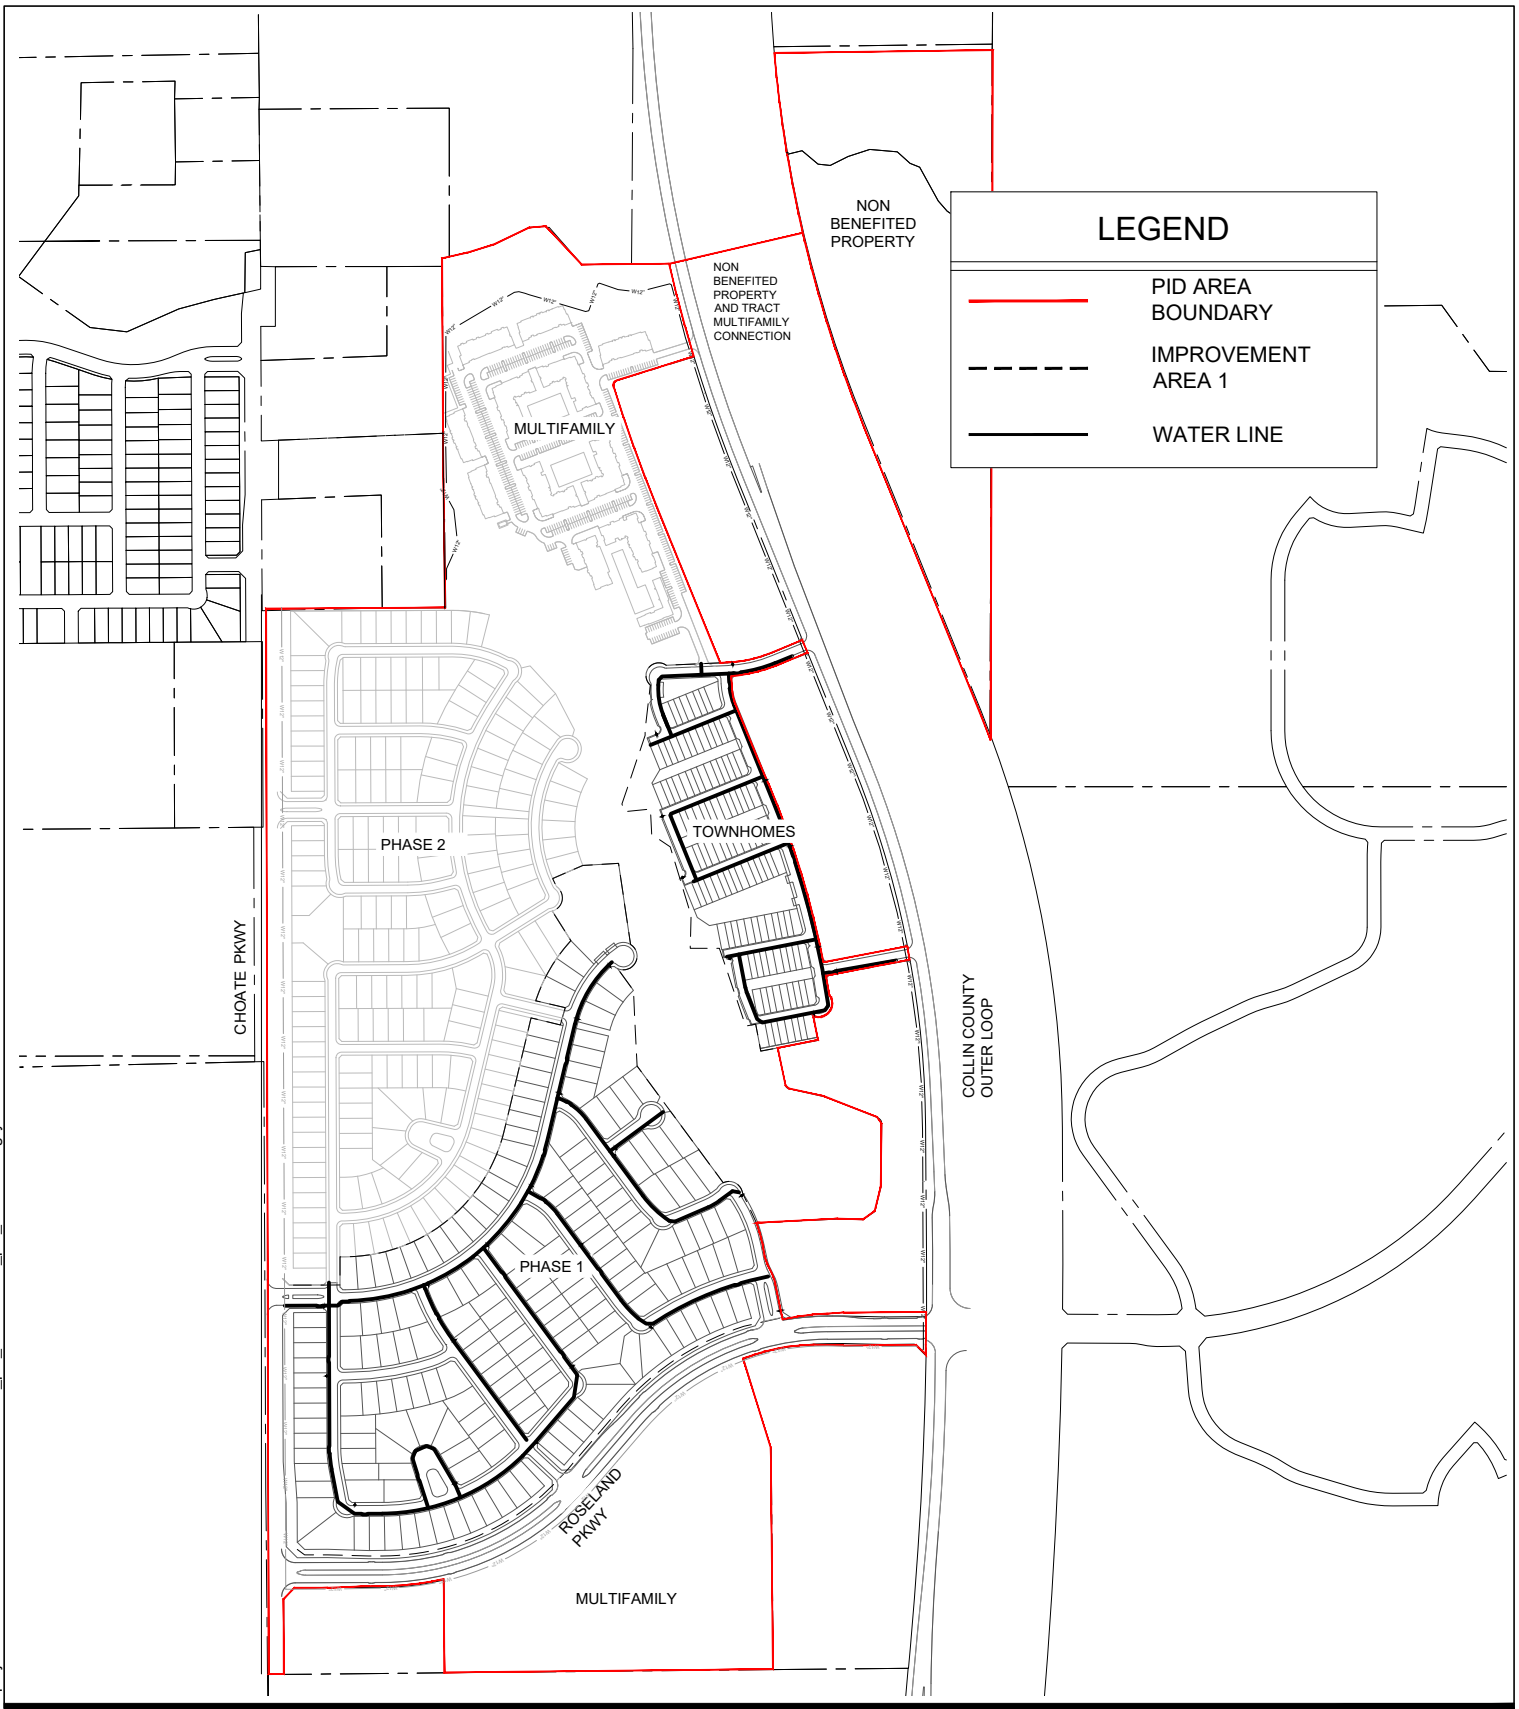 NON
BENEFITED
PROPERTY
LEGEND
PID AREA
BOUNDARY
IMPROVEMENT
AREA 1
WATER LINE
NON
BENEFITED
PROPERTY
AND TRACT
MULTIFAMILY
CONNECTION
MULTIFAMILY
TOWNHOMES
PHASE 2
CHOATE PKWY
COLLIN COUNTY
OUTER LOOP
PHASE 1
ROSELAND
PKWY
MULTIFAMILY